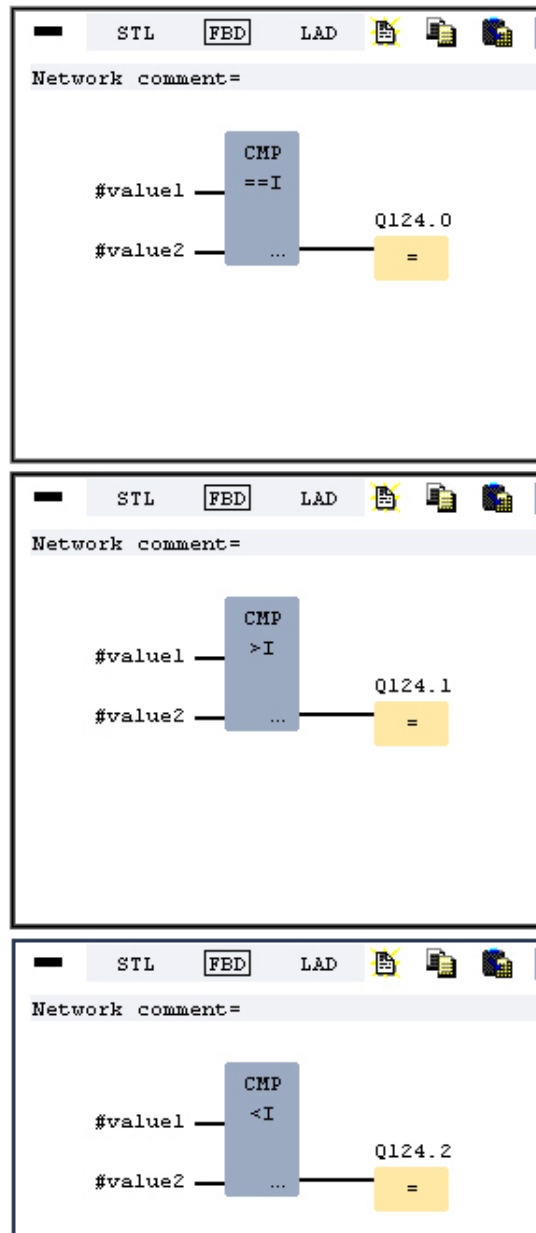 STL FBD LAD
Network comment=
CMP
==I
#value1
Q124.0
#value2 ...
=
STL FBD LAD
Network comment=
CMP
>I
#value1
Q124.1
#value2 ...
=
STL FBD LAD
Network comment=
CMP
<I
#value1
Q124.2
#value2 ...
=